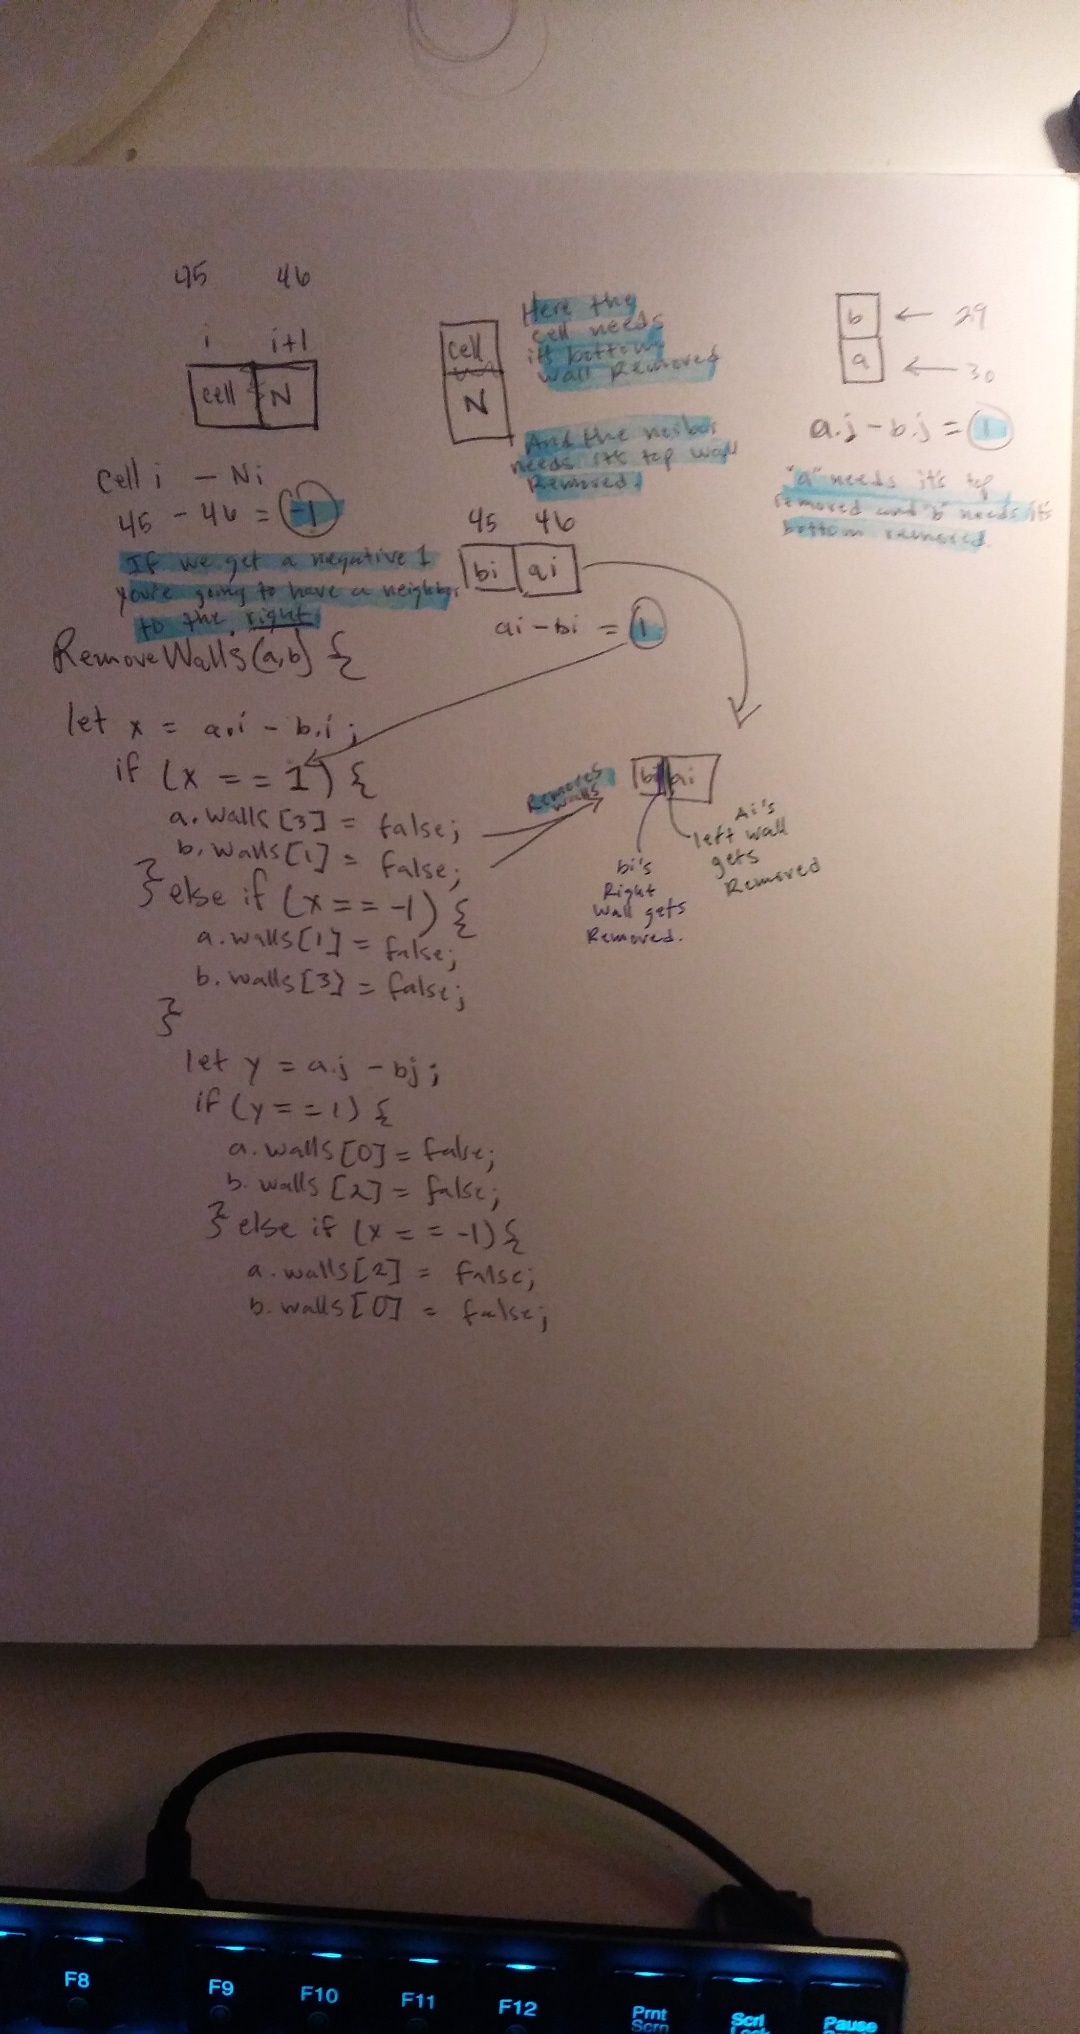 45 46
i i+1
cell N
Cell i - Ni
45 - 46 = -1
If we get a negative 1
you're going to have a neighbor
to the right
cell
N
Here the
cell needs
it's bottom
wall Removed
And the neibor
needs it's top wall
Removed.
b ← 29
a ← 30
a.j - b.j = 1
"a" needs it's top
removed and "b" needs it's
bottom removed.
45 46
bi ai
ai - bi = 1
RemoveWalls(a,b) {
let x = a.i - b.i;
if (x == 1) {
a.walls[3] = false;
b.walls[1] = false;
} else if (x == -1) {
a.walls[1] = false;
b.walls[3] = false;
}
let y = a.j - bj;
if (y == 1) {
a.walls[0] = false;
b.walls[2] = false;
} else if (x == -1) {
a.walls[2] = false;
b.walls[0] = false;
Removes
walls
bi ai
bi's
Right
wall gets
Removed.
Ai's
left wall
gets
Removed
F8 F9 F10 F11 F12 Prnt
Scrn Scrl
Lock Pause